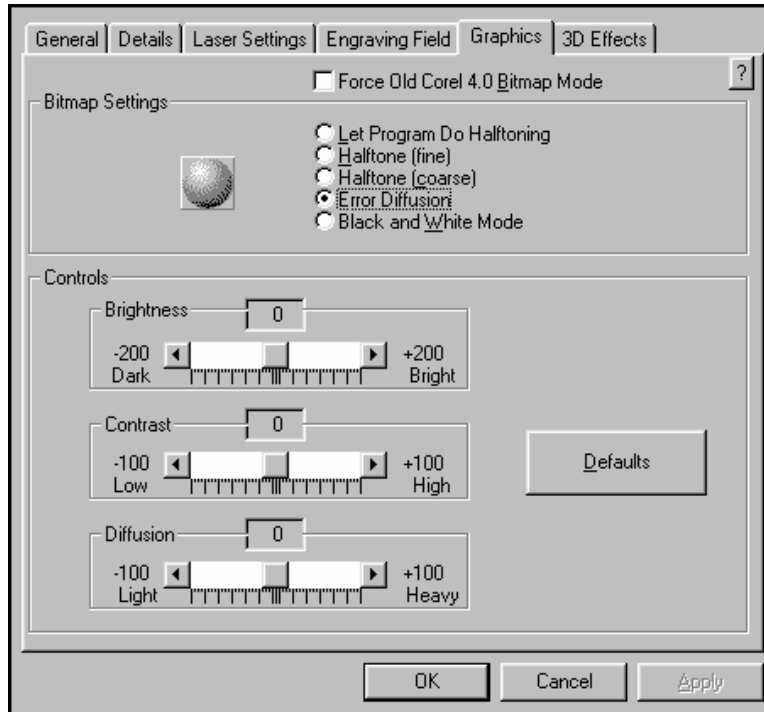 General Details Laser Settings Engraving Field Graphics 3D Effects
Force Old Corel 4.0 Bitmap Mode ?
Bitmap Settings
Let Program Do Halftoning
Halftone (fine)
Halftone (coarse)
Error Diffusion
Black and White Mode
Controls
Brightness 0
-200 +200
Dark Bright
Contrast 0
-100 +100
Low High
Defaults
Diffusion 0
-100 +100
Light Heavy
OK Cancel Apply